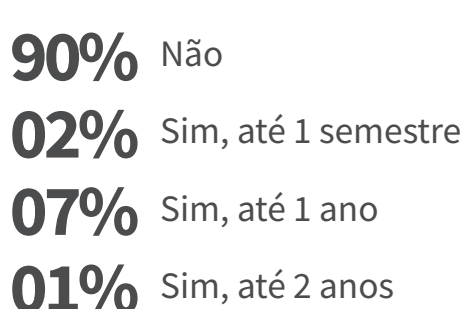 90% Não
02% Sim, até 1 semestre
07% Sim, até 1 ano
01% Sim, até 2 anos